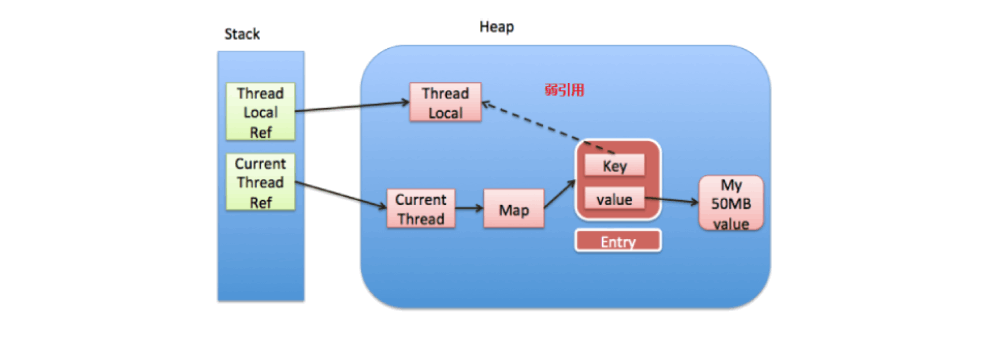 Stack
Heap
Thread
Local
Ref
Current
Thread
Ref
Thread
Local
弱引用
Current
Thread
Map
Key
value
Entry
My
50MB
value